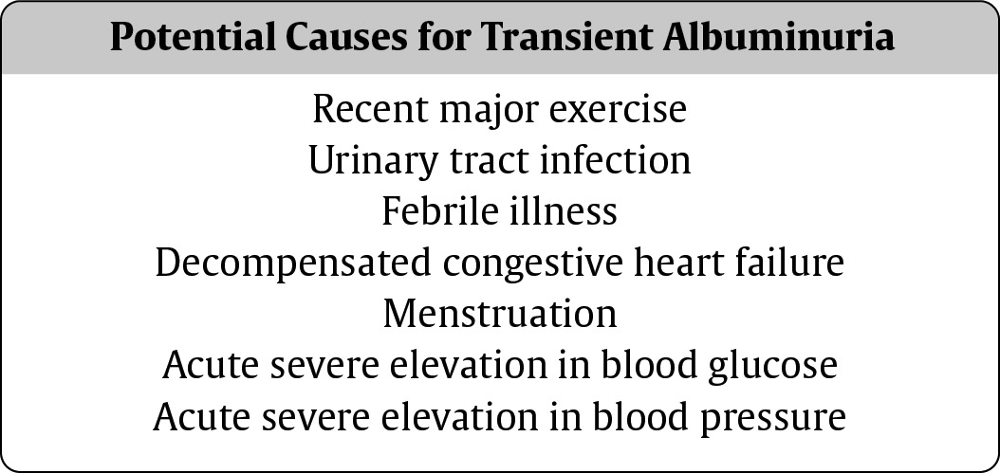 Potential Causes for Transient Albuminuria
Recent major exercise
Urinary tract infection
Febrile illness
Decompensated congestive heart failure
Menstruation
Acute severe elevation in blood glucose
Acute severe elevation in blood pressure